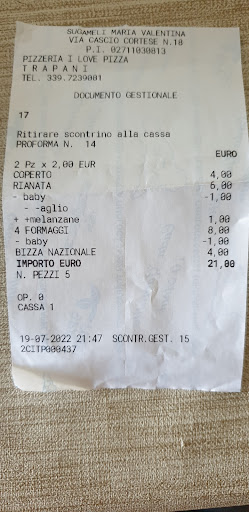 SUGAMELI MARIA VALENTINA
VIA CASCIO CORTESE N.18
P.I. 02711030813
PIZZERIA I LOVE PIZZA
T R A P A N I
TEL. 339.7239081
DOCUMENTO GESTIONALE
17
Ritirare scontrino alla cassa
PROFORMA N. 14
EURO
2 Pz x 2,00 EUR
COPERTO 4,00
RIANATA 6,00
- baby -1,00
- -aglio
+ +melanzane 1,00
4 FORMAGGI 8,00
- baby -1,00
BIZZA NAZIONALE 4,00
IMPORTO EURO 21,00
N. PEZZI 5
OP. 0
CASSA 1
19-07-2022 21:47 SCONTR.GEST. 15
2CITP000437